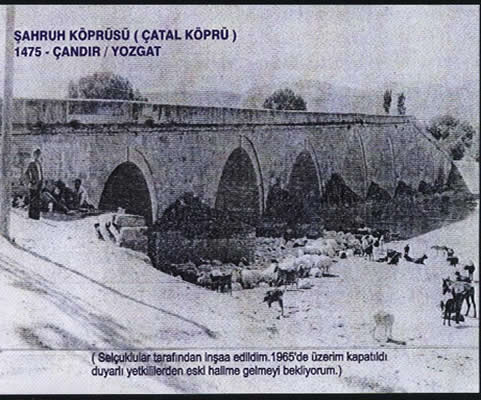 ŞAHRUH KÖPRÜSÜ ( ÇATAL KÖPRÜ )
1475 - ÇANDIR / YOZGAT
( Selçuklular tarafından inşaa edildim.1965'de üzerim kapatıldı
duyarlı yetkililerden eski halime gelmeyi bekliyorum.)